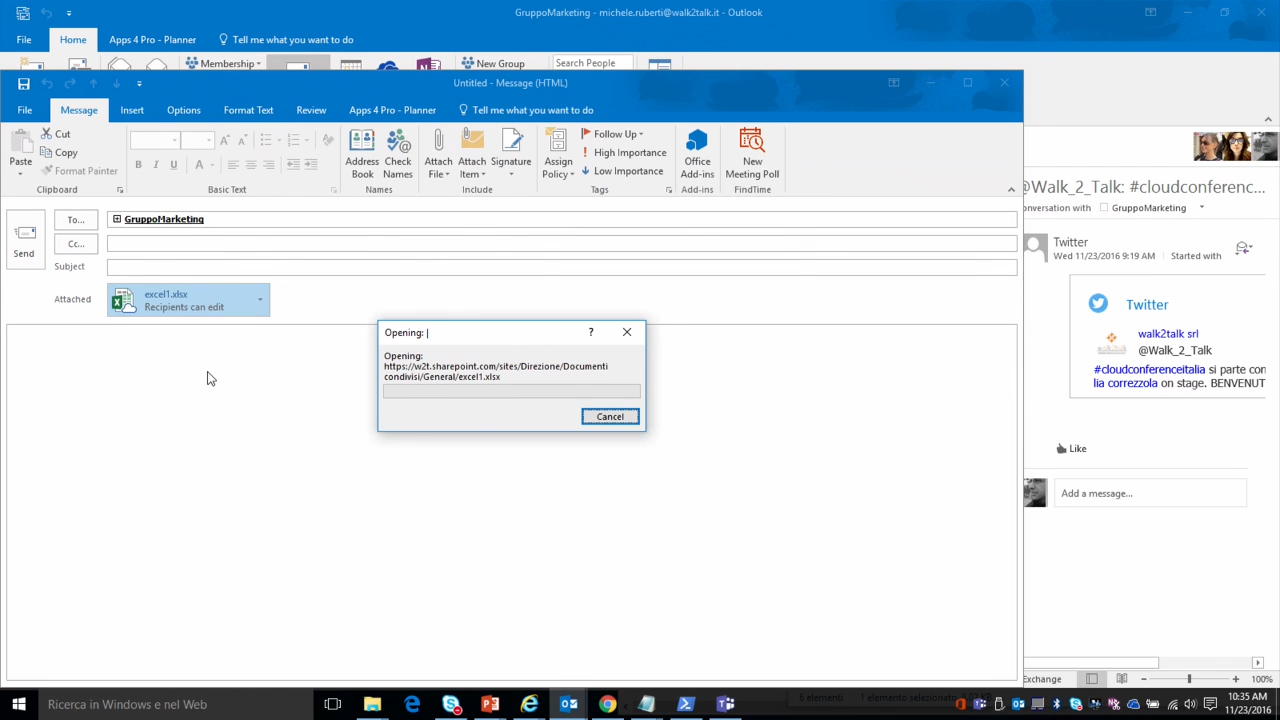 GruppoMarketing - michele.ruberti@walk2talk.it - Outlook
File Home Apps 4 Pro - Planner Tell me what you want to do
Membership New Group Search People
Untitled - Message (HTML)
File Message Insert Options Format Text Review Apps 4 Pro - Planner Tell me what you want to do
Paste
Cut
Copy
Format Painter
Clipboard
B I U A
Basic Text
Address Book
Check Names
Names
Attach File
Attach Item
Signature
Include
Assign Policy
Follow Up
High Importance
Low Importance
Tags
Office Add-ins
Add-ins
New Meeting Poll
FindTime
Send
To...
GruppoMarketing
Cc...
Subject
Attached
excel1.xlsx
Recipients can edit
Opening:
Opening:
https://w2t.sharepoint.com/sites/Direzione/Documenti
condivisi/General/excel1.xlsx
Cancel
@Walk_2_Talk: #cloudconference...
onversation with GruppoMarketing
Twitter
Wed 11/23/2016 9:19 AM Started with
Twitter
walk2talk srl
@Walk_2_Talk
#cloudconferenceitalia si parte con
lia correzzola on stage. BENVENUT
Like
Add a message...
Exchange 100%
Ricerca in Windows e nel Web
6 elementi 1 elemento selezionato
10:35 AM
11/23/2016